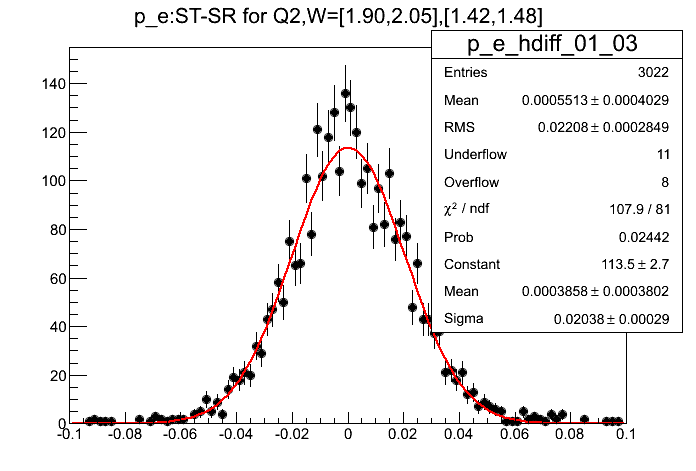 p_e:ST-SR for Q2,W=[1.90,2.05],[1.42,1.48]
p_e_hdiff_01_03
Entries 3022
Mean 0.0005513 ± 0.0004029
RMS 0.02208 ± 0.0002849
Underflow 11
Overflow 8
χ² / ndf 107.9 / 81
Prob 0.02442
Constant 113.5 ± 2.7
Mean 0.0003858 ± 0.0003802
Sigma 0.02038 ± 0.00029
140
120
100
80
60
40
20
0
-0.1 -0.08 -0.06 -0.04 -0.02 0 0.02 0.04 0.06 0.08 0.1